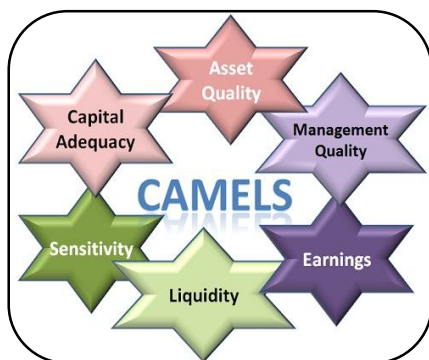 Asset
Quality
Capital
Adequacy
Management
Quality
CAMELS
Sensitivity
Earnings
Liquidity